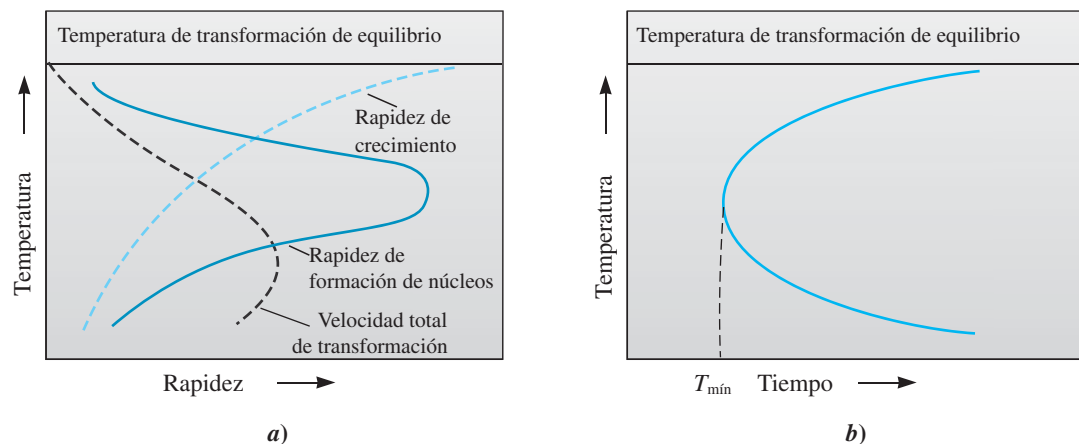 Temperatura de transformación de equilibrio
Temperatura
Rapidez de
crecimiento
Rapidez de
formación de núcleos
Velocidad total
de transformación
Rapidez
a)
Temperatura de transformación de equilibrio
Temperatura
Tmín Tiempo
b)